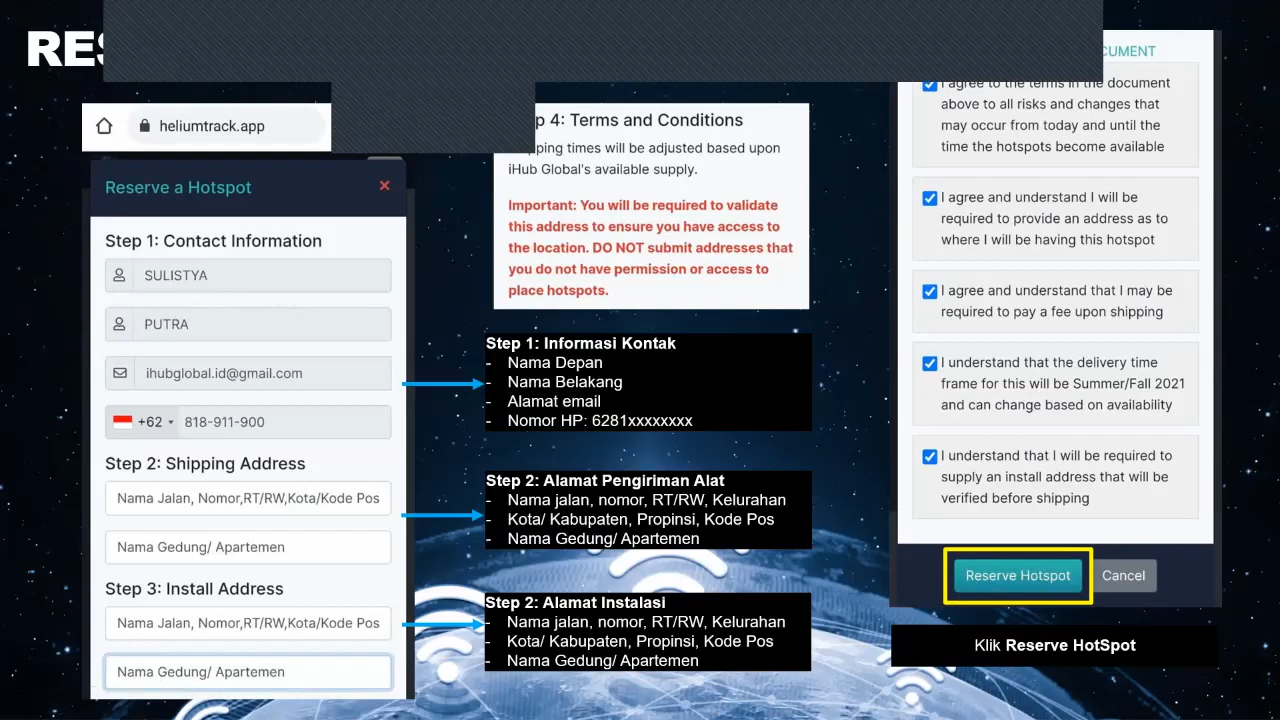 heliumtrack.app
Reserve a Hotspot
Step 1: Contact Information
SULISTYA
PUTRA
ihubglobal.id@gmail.com
+62 818-911-900
Step 2: Shipping Address
Nama Jalan, Nomor,RT/RW,Kota/Kode Pos
Nama Gedung/ Apartemen
Step 3: Install Address
Nama Jalan, Nomor,RT/RW,Kota/Kode Pos
Nama Gedung/ Apartemen
4: Terms and Conditions
times will be adjusted based upon
iHub Global's available supply.
Important: You will be required to validate
this address to ensure you have access to
the location. DO NOT submit addresses that
you do not have permission or access to
place hotspots.
Step 1: Informasi Kontak
- Nama Depan
- Nama Belakang
- Alamat email
- Nomor HP: 6281xxxxxxxx
Step 2: Alamat Pengiriman Alat
- Nama jalan, nomor, RT/RW, Kelurahan
- Kota/ Kabupaten, Propinsi, Kode Pos
- Nama Gedung/ Apartemen
Step 2: Alamat Instalasi
- Nama jalan, nomor, RT/RW, Kelurahan
- Kota/ Kabupaten, Propinsi, Kode Pos
- Nama Gedung/ Apartemen
I agree to the terms in the document
above to all risks and changes that
may occur from today and until the
time the hotspots become available
I agree and understand I will be
required to provide an address as to
where I will be having this hotspot
I agree and understand that I may be
required to pay a fee upon shipping
I understand that the delivery time
frame for this will be Summer/Fall 2021
and can change based on availability
I understand that I will be required to
supply an install address that will be
verified before shipping
Reserve Hotspot
Cancel
Klik Reserve HotSpot